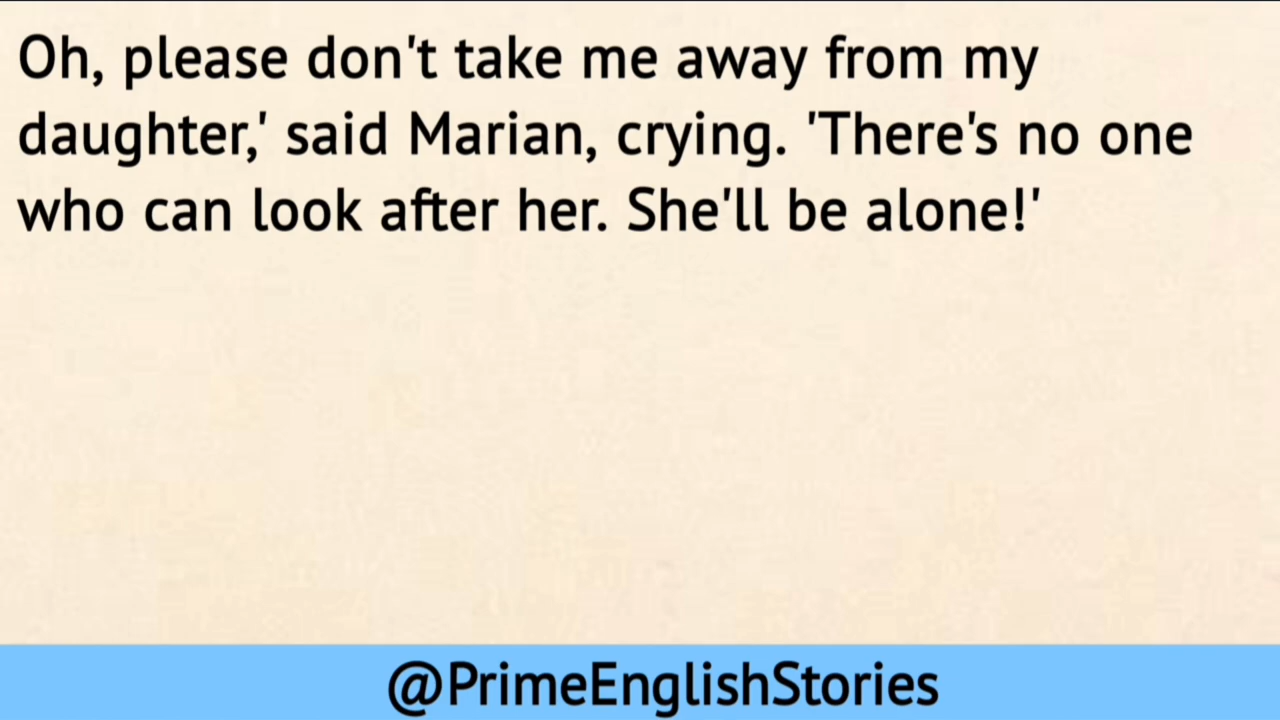 Oh, please don't take me away from my
daughter,' said Marian, crying. 'There's no one
who can look after her. She'll be alone!'
@PrimeEnglishStories